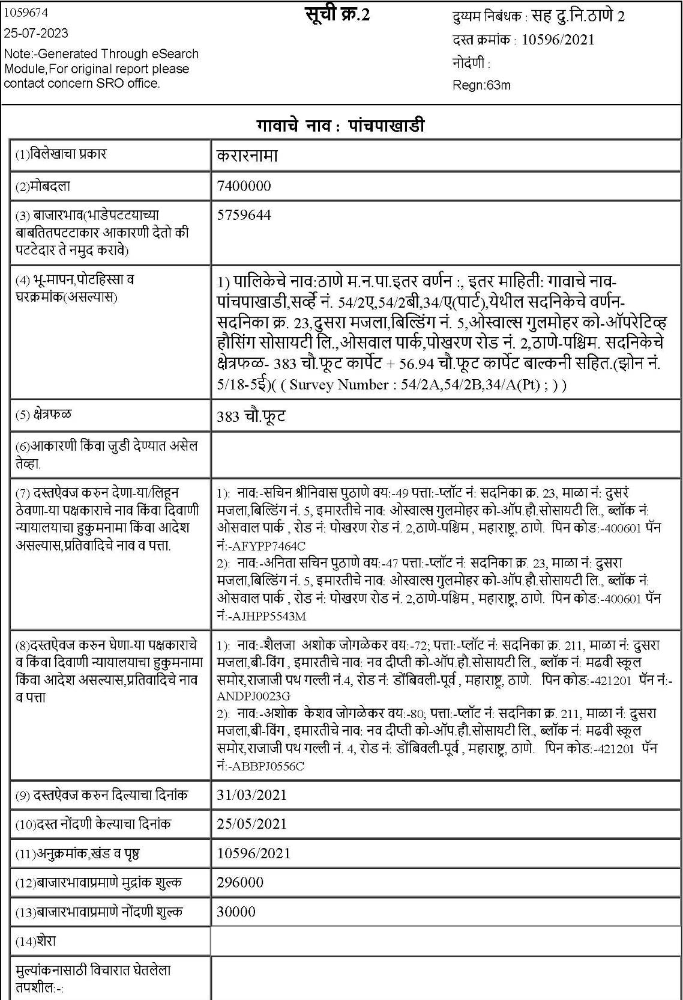 1059674
25-07-2023
Note:-Generated Through eSearch
Module,For original report please
contact concern SRO office.
सूची क्र.2
दुय्यम निबंधक : सह दु.नि.ठाणे 2
दस्त क्रमांक : 10596/2021
नोदंणी :
Regn:63m
गावाचे नाव : पांचपाखाडी
(1)विलेखाचा प्रकार
करारनामा
(2)मोबदला
7400000
(3) बाजारभाव(भाडेपटटयाच्या
बाबतितपटटाकार आकारणी देतो की
पटटेदार ते नमुद करावे)
5759644
(4) भू-मापन,पोटहिस्सा व
घरक्रमांक(असल्यास)
1) पालिकेचे नाव:ठाणे म.न.पा.इतर वर्णन :, इतर माहिती: गावाचे नाव-
पांचपाखाडी,सर्व्हे नं. 54/2ए,54/2बी,34/ए(पार्ट),येथील सदनिकेचे वर्णन-
सदनिका क्र. 23,दुसरा मजला,बिल्डिंग नं. 5,ओस्वाल्स गुलमोहर को-ऑपरेटिव्ह
हौसिंग सोसायटी लि.,ओसवाल पार्क,पोखरण रोड नं. 2,ठाणे-पश्चिम. सदनिकेचे
क्षेत्रफळ- 383 चौ.फूट कार्पेट + 56.94 चौ.फूट कार्पेट बाल्कनी सहित.(झोन नं.
5/18-5ई)( ( Survey Number : 54/2A,54/2B,34/A(Pt) ; ) )
(5) क्षेत्रफळ
383 चौ.फूट
(6)आकारणी किंवा जुडी देण्यात असेल
तेव्हा.
(7) दस्तऐवज करुन देणा-या/लिहून
ठेवणा-या पक्षकाराचे नाव किंवा दिवाणी
न्यायालयाचा हुकुमनामा किंवा आदेश
असल्यास,प्रतिवादिचे नाव व पत्ता.
1): नाव:-सचिन श्रीनिवास पुठाणे वय:-49 पत्ता:-प्लॉट नं: सदनिका क्र. 23, माळा नं: दुसरं
मजला,बिल्डिंग नं. 5, इमारतीचे नाव: ओस्वाल्स गुलमोहर को-ऑप.हौ.सोसायटी लि., ब्लॉक नं:
ओसवाल पार्क , रोड नं: पोखरण रोड नं. 2,ठाणे-पश्चिम , महाराष्ट्र, ठाणे. पिन कोड:-400601 पॅन
नं:-AFYPP7464C
2): नाव:-अनिता सचिन पुठाणे वय:-47 पत्ता:-प्लॉट नं: सदनिका क्र. 23, माळा नं: दुसरा
मजला,बिल्डिंग नं. 5, इमारतीचे नाव: ओस्वाल्स गुलमोहर को-ऑप.हौ.सोसायटी लि., ब्लॉक नं:
ओसवाल पार्क , रोड नं: पोखरण रोड नं. 2,ठाणे-पश्चिम , महाराष्ट्र, ठाणे. पिन कोड:-400601 पॅन
नं:-AJHPP5543M
(8)दस्तऐवज करुन घेणा-या पक्षकाराचे
व किंवा दिवाणी न्यायालयाचा हुकुमनामा
किंवा आदेश असल्यास,प्रतिवादिचे नाव
व पत्ता
1): नाव:-शैलजा अशोक जोगळेकर वय:-72; पत्ता:-प्लॉट नं: सदनिका क्र. 211, माळा नं: दुसरा
मजला,बी-विंग , इमारतीचे नाव: नव दीप्ती को-ऑप.हौ.सोसायटी लि., ब्लॉक नं: मढवी स्कूल
समोर,राजाजी पथ गल्ली नं.4, रोड नं: डोंबिवली-पूर्व , महाराष्ट्र, ठाणे. पिन कोड:-421201 पॅन नं:-
ANDPJ0023G
2): नाव:-अशोक केशव जोगळेकर वय:-80; पत्ता:-प्लॉट नं: सदनिका क्र. 211, माळा नं: दुसरा
मजला,बी-विंग , इमारतीचे नाव: नव दीप्ती को-ऑप.हौ.सोसायटी लि., ब्लॉक नं: मढवी स्कूल
समोर,राजाजी पथ गल्ली नं. 4, रोड नं: डोंबिवली-पूर्व , महाराष्ट्र, ठाणे. पिन कोड:-421201 पॅन
नं:-ABBPJ0556C
(9) दस्तऐवज करुन दिल्याचा दिनांक
31/03/2021
(10)दस्त नोंदणी केल्याचा दिनांक
25/05/2021
(11)अनुक्रमांक,खंड व पृष्ठ
10596/2021
(12)बाजारभावाप्रमाणे मुद्रांक शुल्क
296000
(13)बाजारभावाप्रमाणे नोंदणी शुल्क
30000
(14)शेरा
मुल्यांकनासाठी विचारात घेतलेला
तपशील:-: